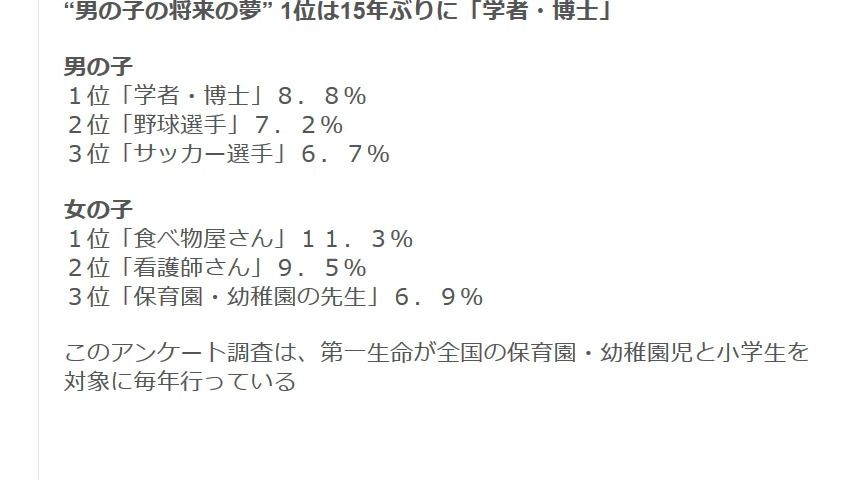 “男の子の将来の夢” 1位は15年ぶりに「学者・博士」
男の子
１位「学者・博士」８．８％
２位「野球選手」７．２％
３位「サッカー選手」６．７％
女の子
１位「食べ物屋さん」１１．３％
２位「看護師さん」９．５％
３位「保育園・幼稚園の先生」６．９％
このアンケート調査は、第一生命が全国の保育園・幼稚園児と小学生を
対象に毎年行っている